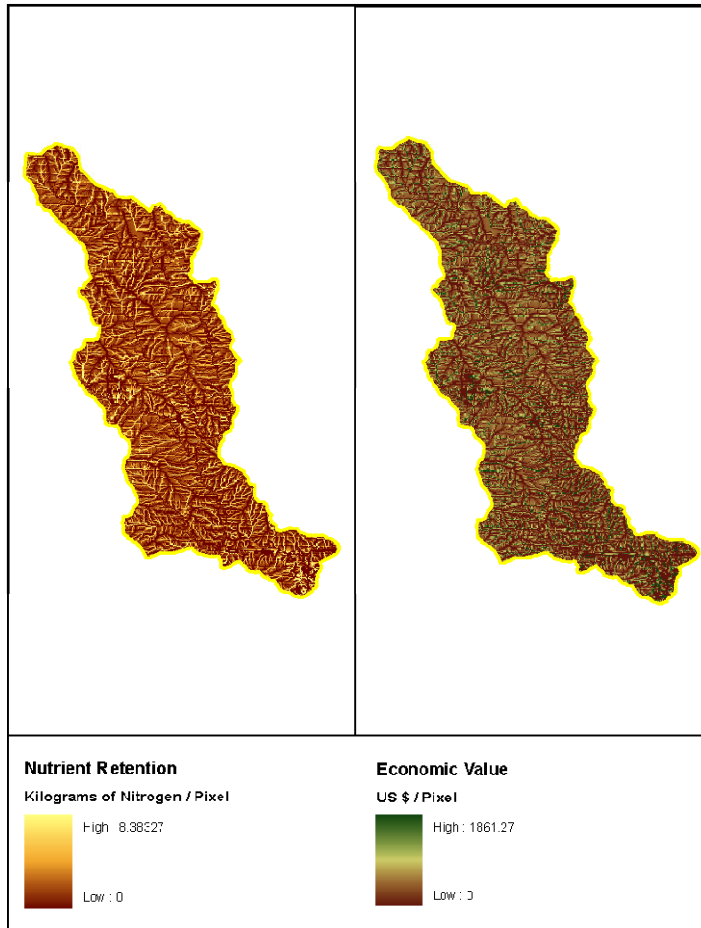 Nutrient Retention
Kilograms of Nitrogen / Pixel
High : 8.38327
Low : 0
Economic Value
US $ / Pixel
High : 1861.27
Low : 0